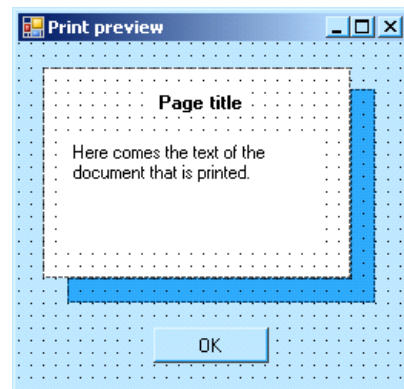 Print preview
Page title
Here comes the text of the
document that is printed.
OK